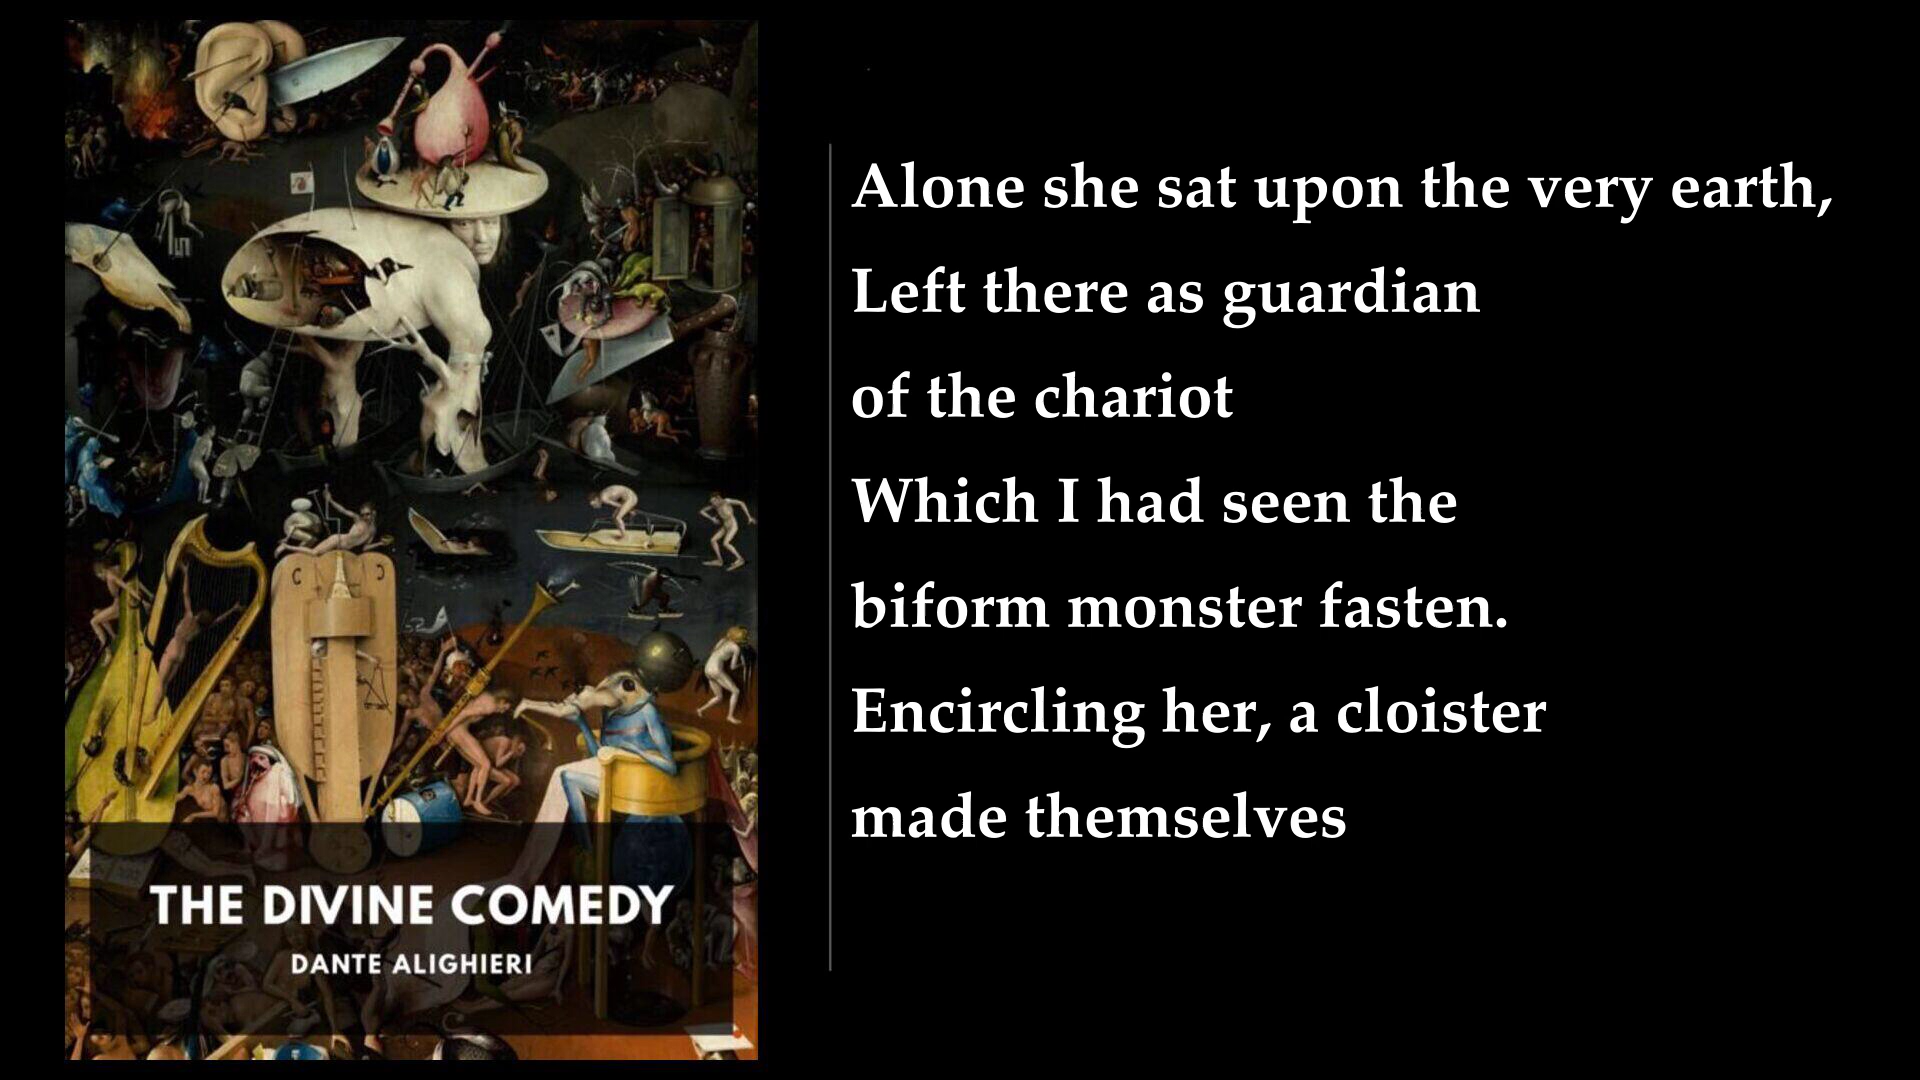 THE DIVINE COMEDY
DANTE ALIGHIERI
Alone she sat upon the very earth,
Left there as guardian
of the chariot
Which I had seen the
biform monster fasten.
Encircling her, a cloister
made themselves